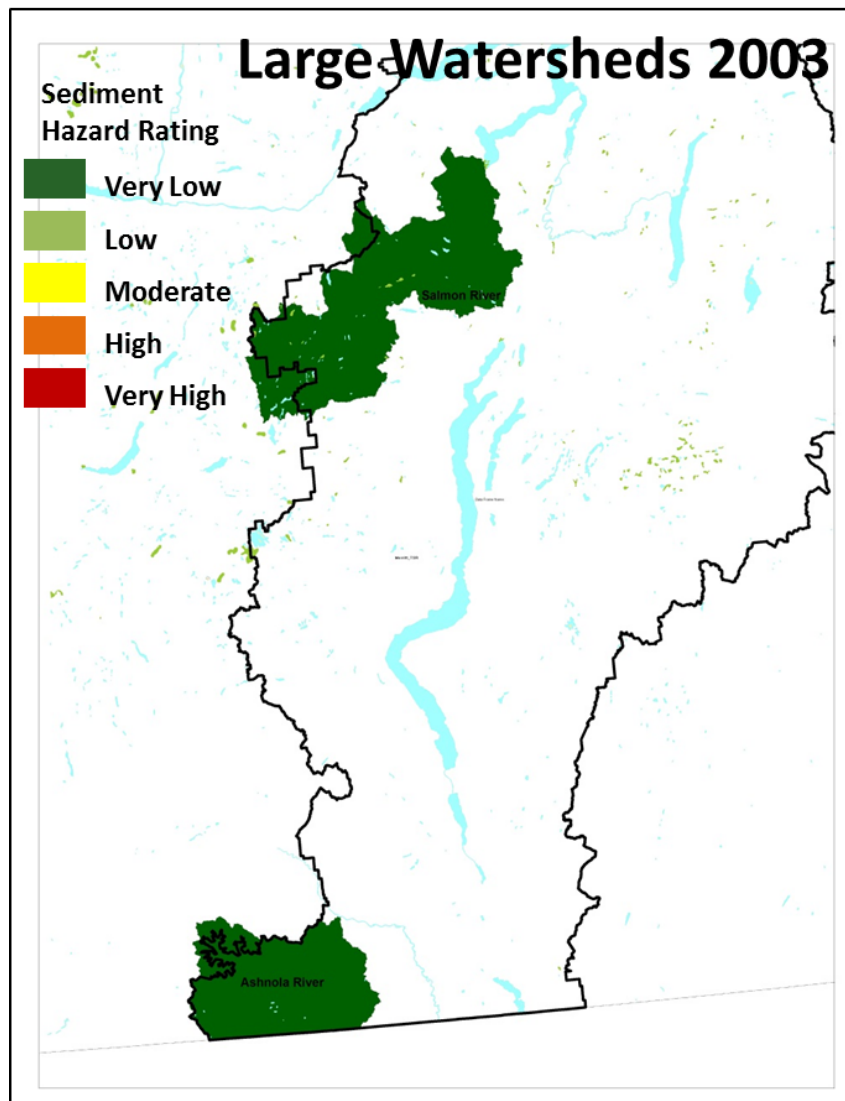 Large Watersheds 2003
Sediment
Hazard Rating
Very Low
Low
Moderate
High
Very High
Salmon River
Ashnola River